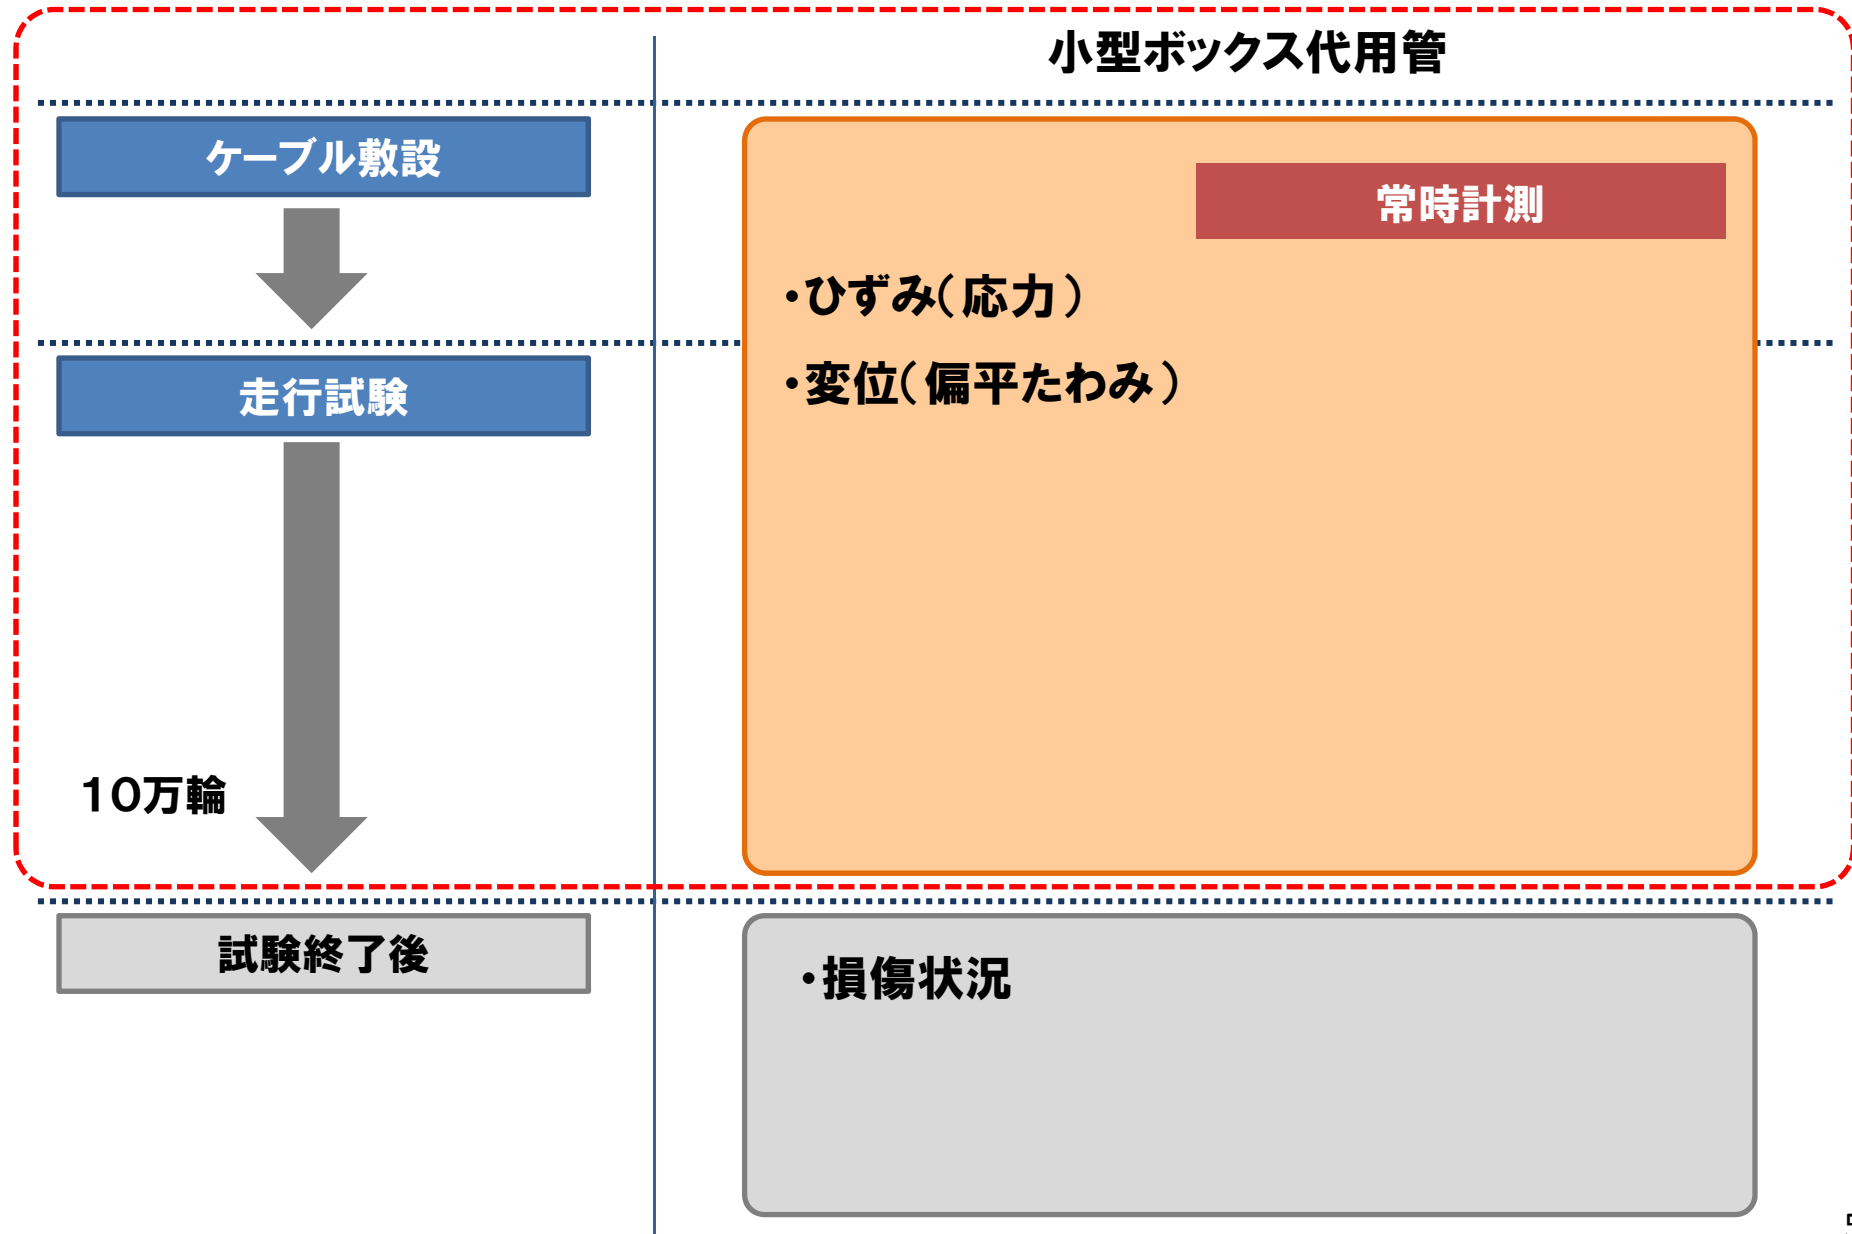 小型ボックス代用管
ケーブル敷設
常時計測
・ひずみ（応力）
・変位（偏平たわみ）
走行試験
10万輪
試験終了後
・損傷状況